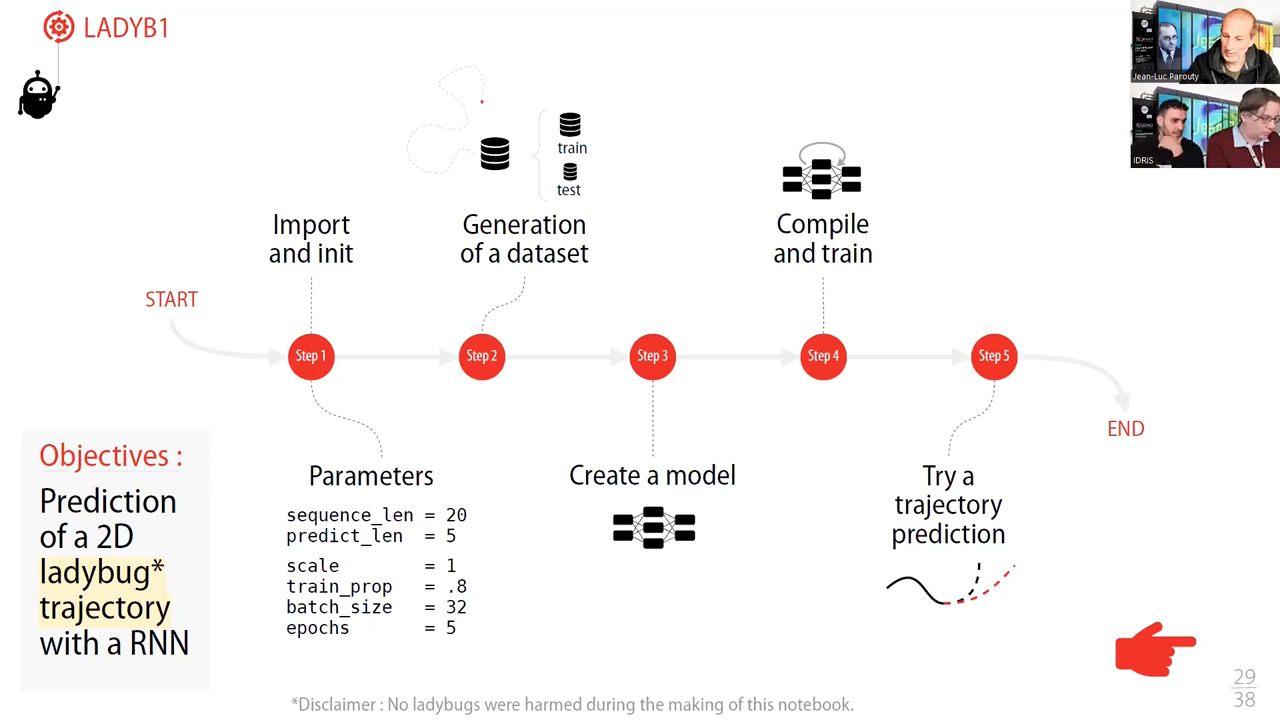 LADYB1
Jean-Luc Parouty
IDRIS
train
test
Import
and init
Generation
of a dataset
Compile
and train
START
Step 1
Step 2
Step 3
Step 4
Step 5
END
Objectives :
Prediction
of a 2D
ladybug*
trajectory
with a RNN
Parameters
sequence_len = 20
predict_len = 5
scale = 1
train_prop = .8
batch_size = 32
epochs = 5
Create a model
Try a
trajectory
prediction
*Disclaimer : No ladybugs were harmed during the making of this notebook.
29
38